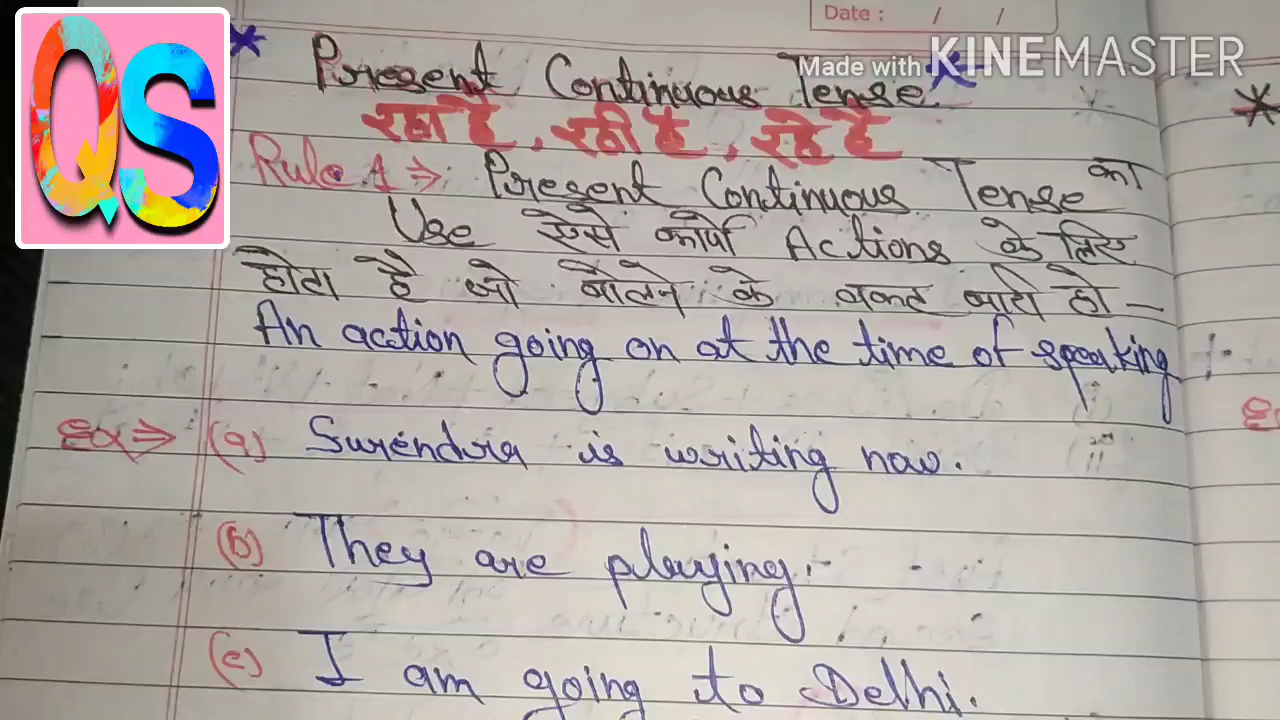 QS
Date : / /
Made with KINEMASTER
* Present Continuous Tense *
रहा है, रही है, रहे है
Rule 1 ⇒ Present Continuous Tense का
Use ऐसे कार्यो Actions के लिए
होता है जो बोलने के वक्त जारी हो –
An action going on at the time of speaking
Ex ⇒ (a) Surendra is writing now.
(b) They are playing.
(c) I am going to Delhi.